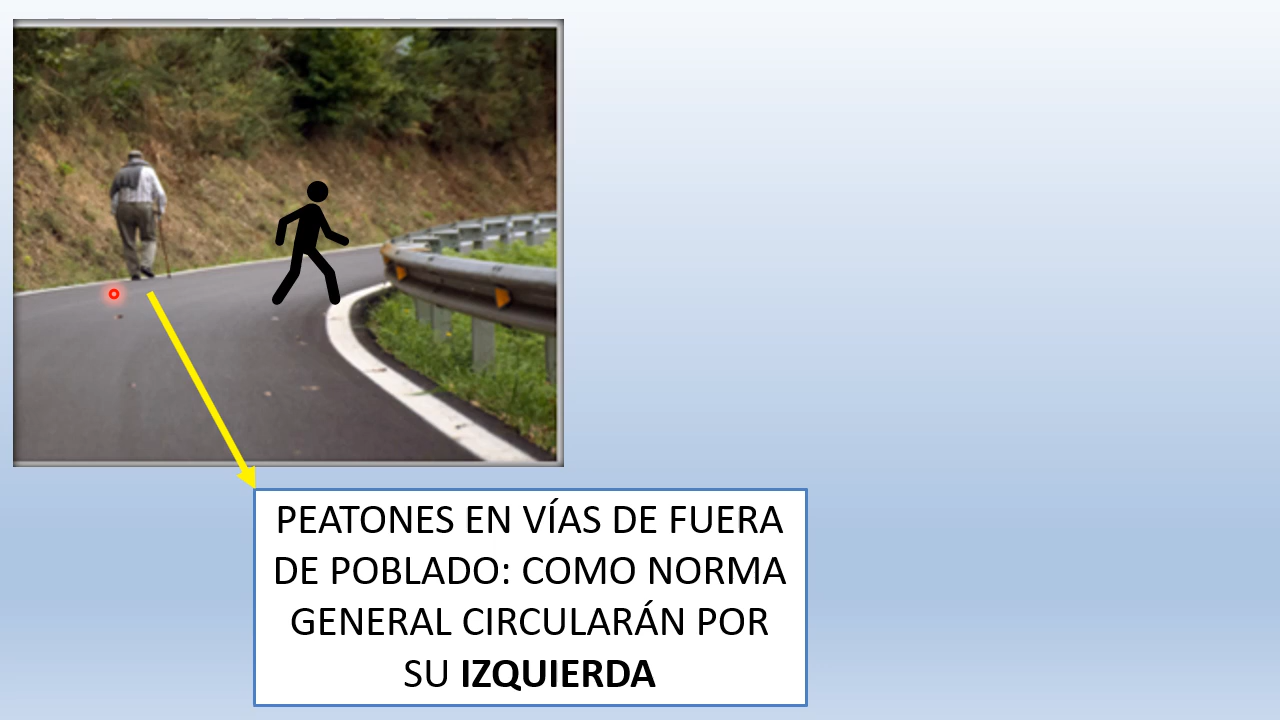 PEATONES EN VÍAS DE FUERA
DE POBLADO: COMO NORMA
GENERAL CIRCULARÁN POR
SU IZQUIERDA